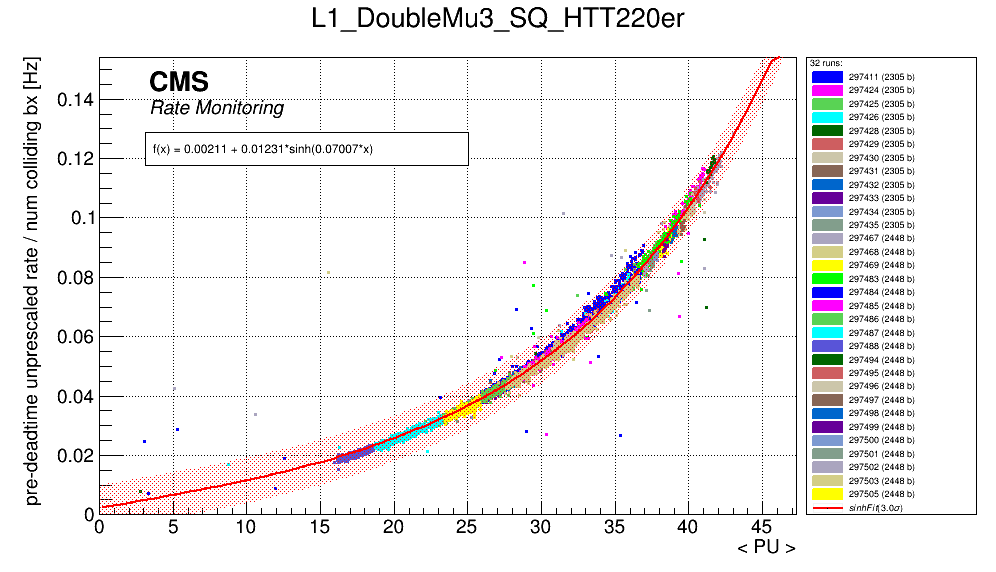 L1_DoubleMu3_SQ_HTT220er
pre-deadtime unprescaled rate / num colliding bx [Hz]
CMS
Rate Monitoring
f(x) = 0.00211 + 0.01231*sinh(0.07007*x)
0.14
0.12
0.1
0.08
0.06
0.04
0.02
0
0 5 10 15 20 25 30 35 40 45
< PU >
32 runs:
297411 (2305 b)
297424 (2305 b)
297425 (2305 b)
297426 (2305 b)
297428 (2305 b)
297429 (2305 b)
297430 (2305 b)
297431 (2305 b)
297432 (2305 b)
297433 (2305 b)
297434 (2305 b)
297435 (2305 b)
297467 (2448 b)
297468 (2448 b)
297469 (2448 b)
297483 (2448 b)
297484 (2448 b)
297485 (2448 b)
297486 (2448 b)
297487 (2448 b)
297488 (2448 b)
297494 (2448 b)
297495 (2448 b)
297496 (2448 b)
297497 (2448 b)
297498 (2448 b)
297499 (2448 b)
297500 (2448 b)
297501 (2448 b)
297502 (2448 b)
297503 (2448 b)
297505 (2448 b)
sinhFit(3.0σ)